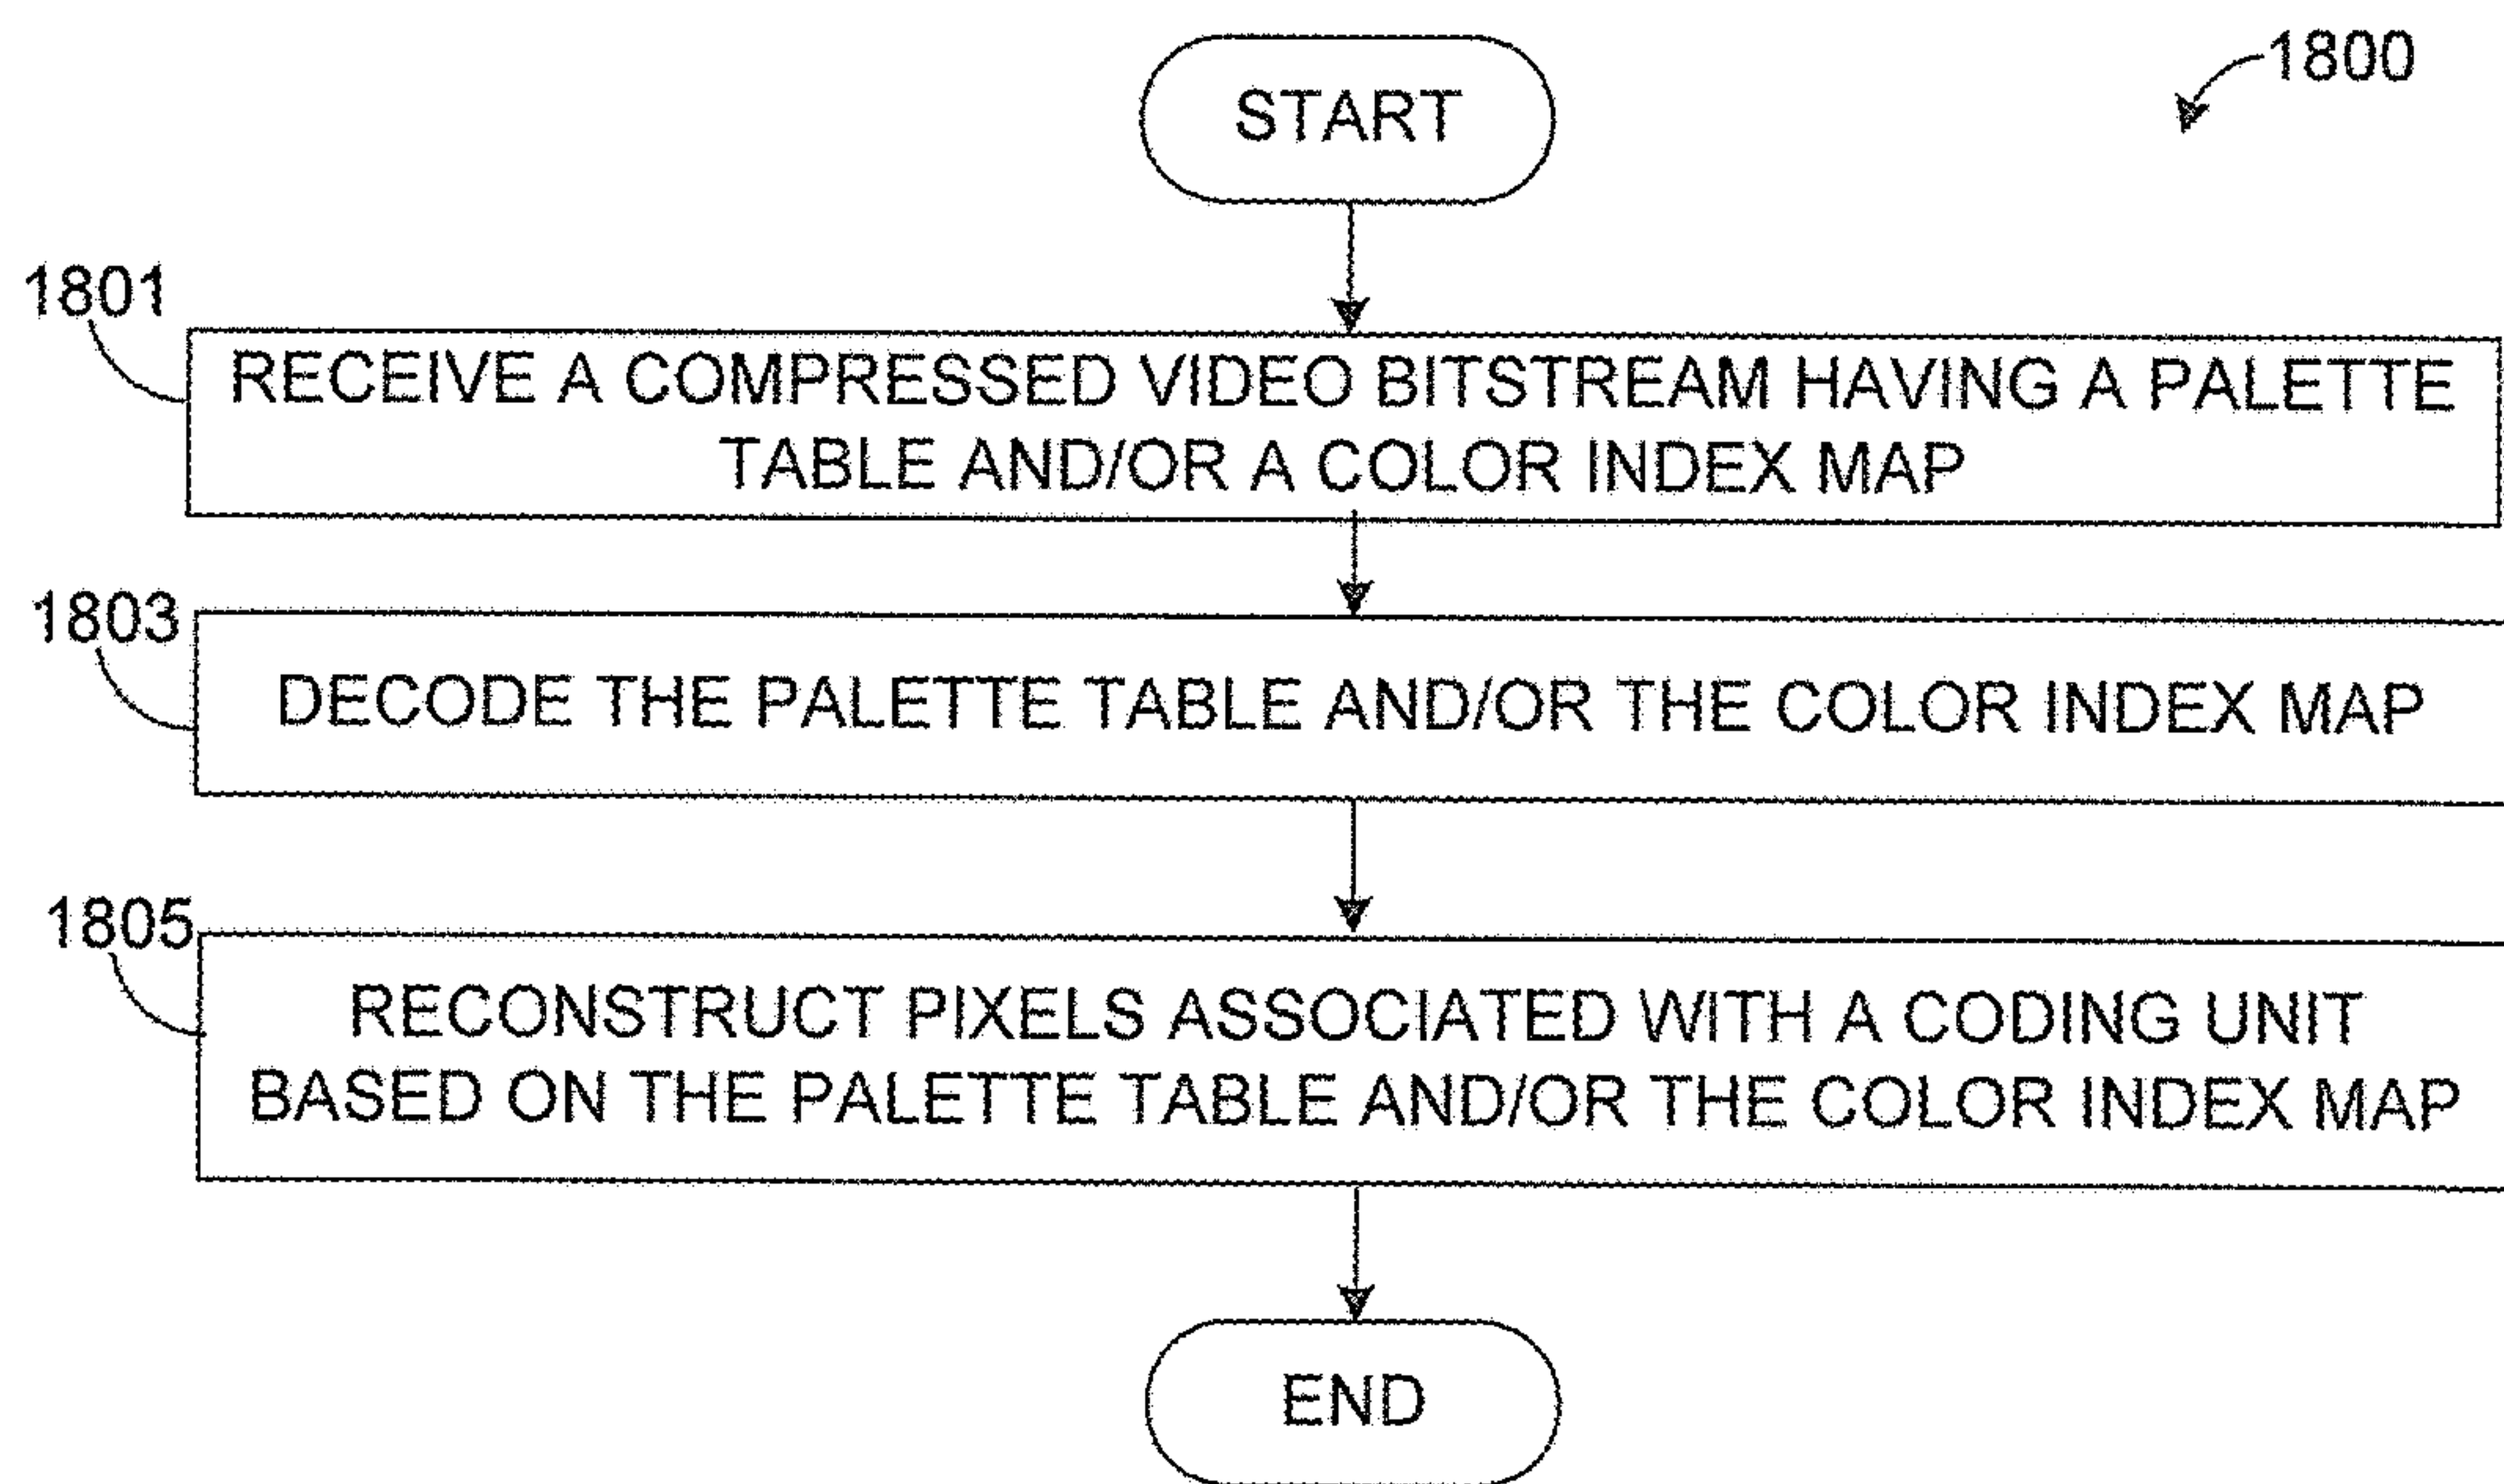 START
1800
1801
RECEIVE A COMPRESSED VIDEO BITSTREAM HAVING A PALETTE
TABLE AND/OR A COLOR INDEX MAP
1803
DECODE THE PALETTE TABLE AND/OR THE COLOR INDEX MAP
1805
RECONSTRUCT PIXELS ASSOCIATED WITH A CODING UNIT
BASED ON THE PALETTE TABLE AND/OR THE COLOR INDEX MAP
END